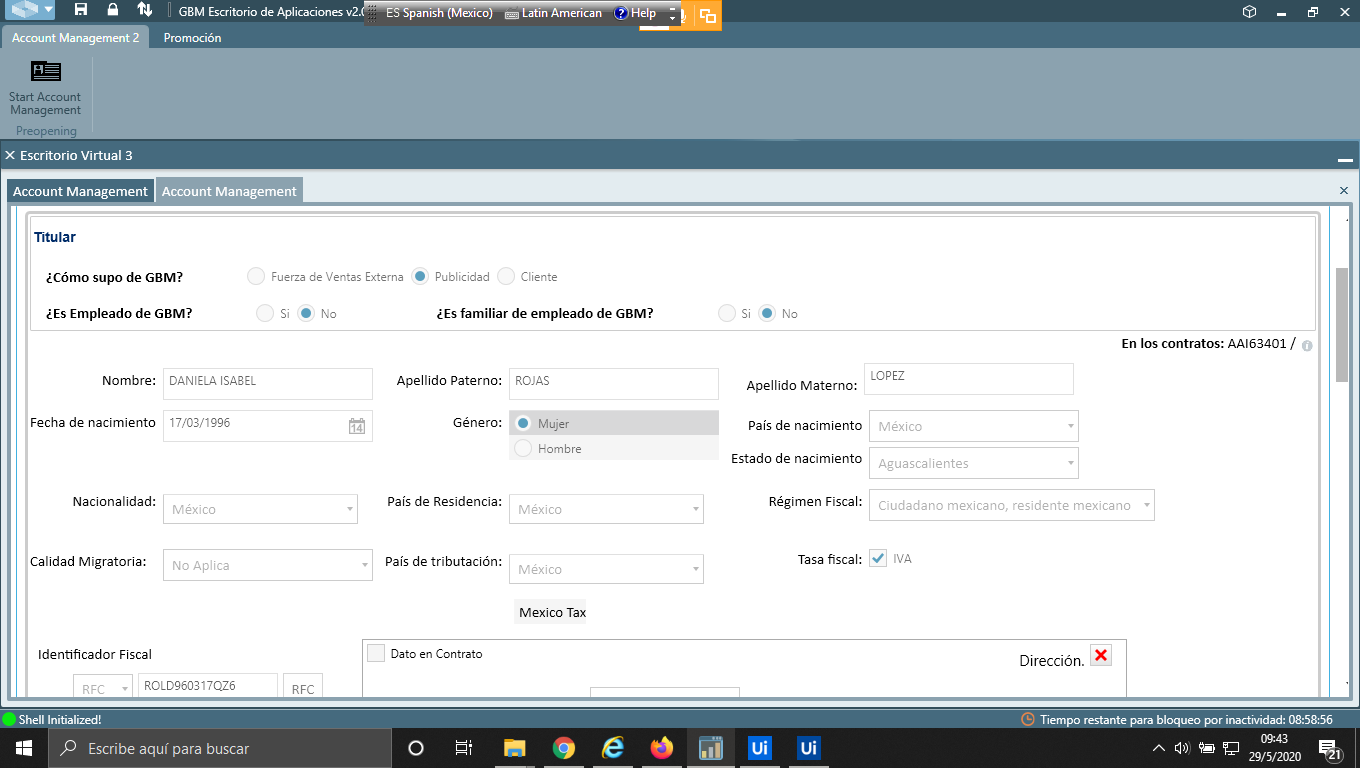 GBM Escritorio de Aplicaciones v2.0
ES Spanish (Mexico) Latin American Help
Account Management 2 Promoción
Start Account
Management
Preopening
Escritorio Virtual 3
Account Management Account Management
Titular
¿Cómo supo de GBM? Fuerza de Ventas Externa Publicidad Cliente
¿Es Empleado de GBM? Si No ¿Es familiar de empleado de GBM? Si No
En los contratos: AAI63401 /
Nombre: DANIELA ISABEL Apellido Paterno: ROJAS Apellido Materno: LOPEZ
Fecha de nacimiento 17/03/1996 14 Género: Mujer País de nacimiento México
Hombre
Estado de nacimiento Aguascalientes
Nacionalidad: México País de Residencia: México Régimen Fiscal: Ciudadano mexicano, residente mexicano
Calidad Migratoria: No Aplica País de tributación: México Tasa fiscal: IVA
Mexico Tax
Identificador Fiscal Dato en Contrato Dirección.
RFC ROLD960317QZ6 RFC
Shell Initialized! Tiempo restante para bloqueo por inactividad: 08:58:56
Escribe aquí para buscar Ui Ui 09:43
29/5/2020 21